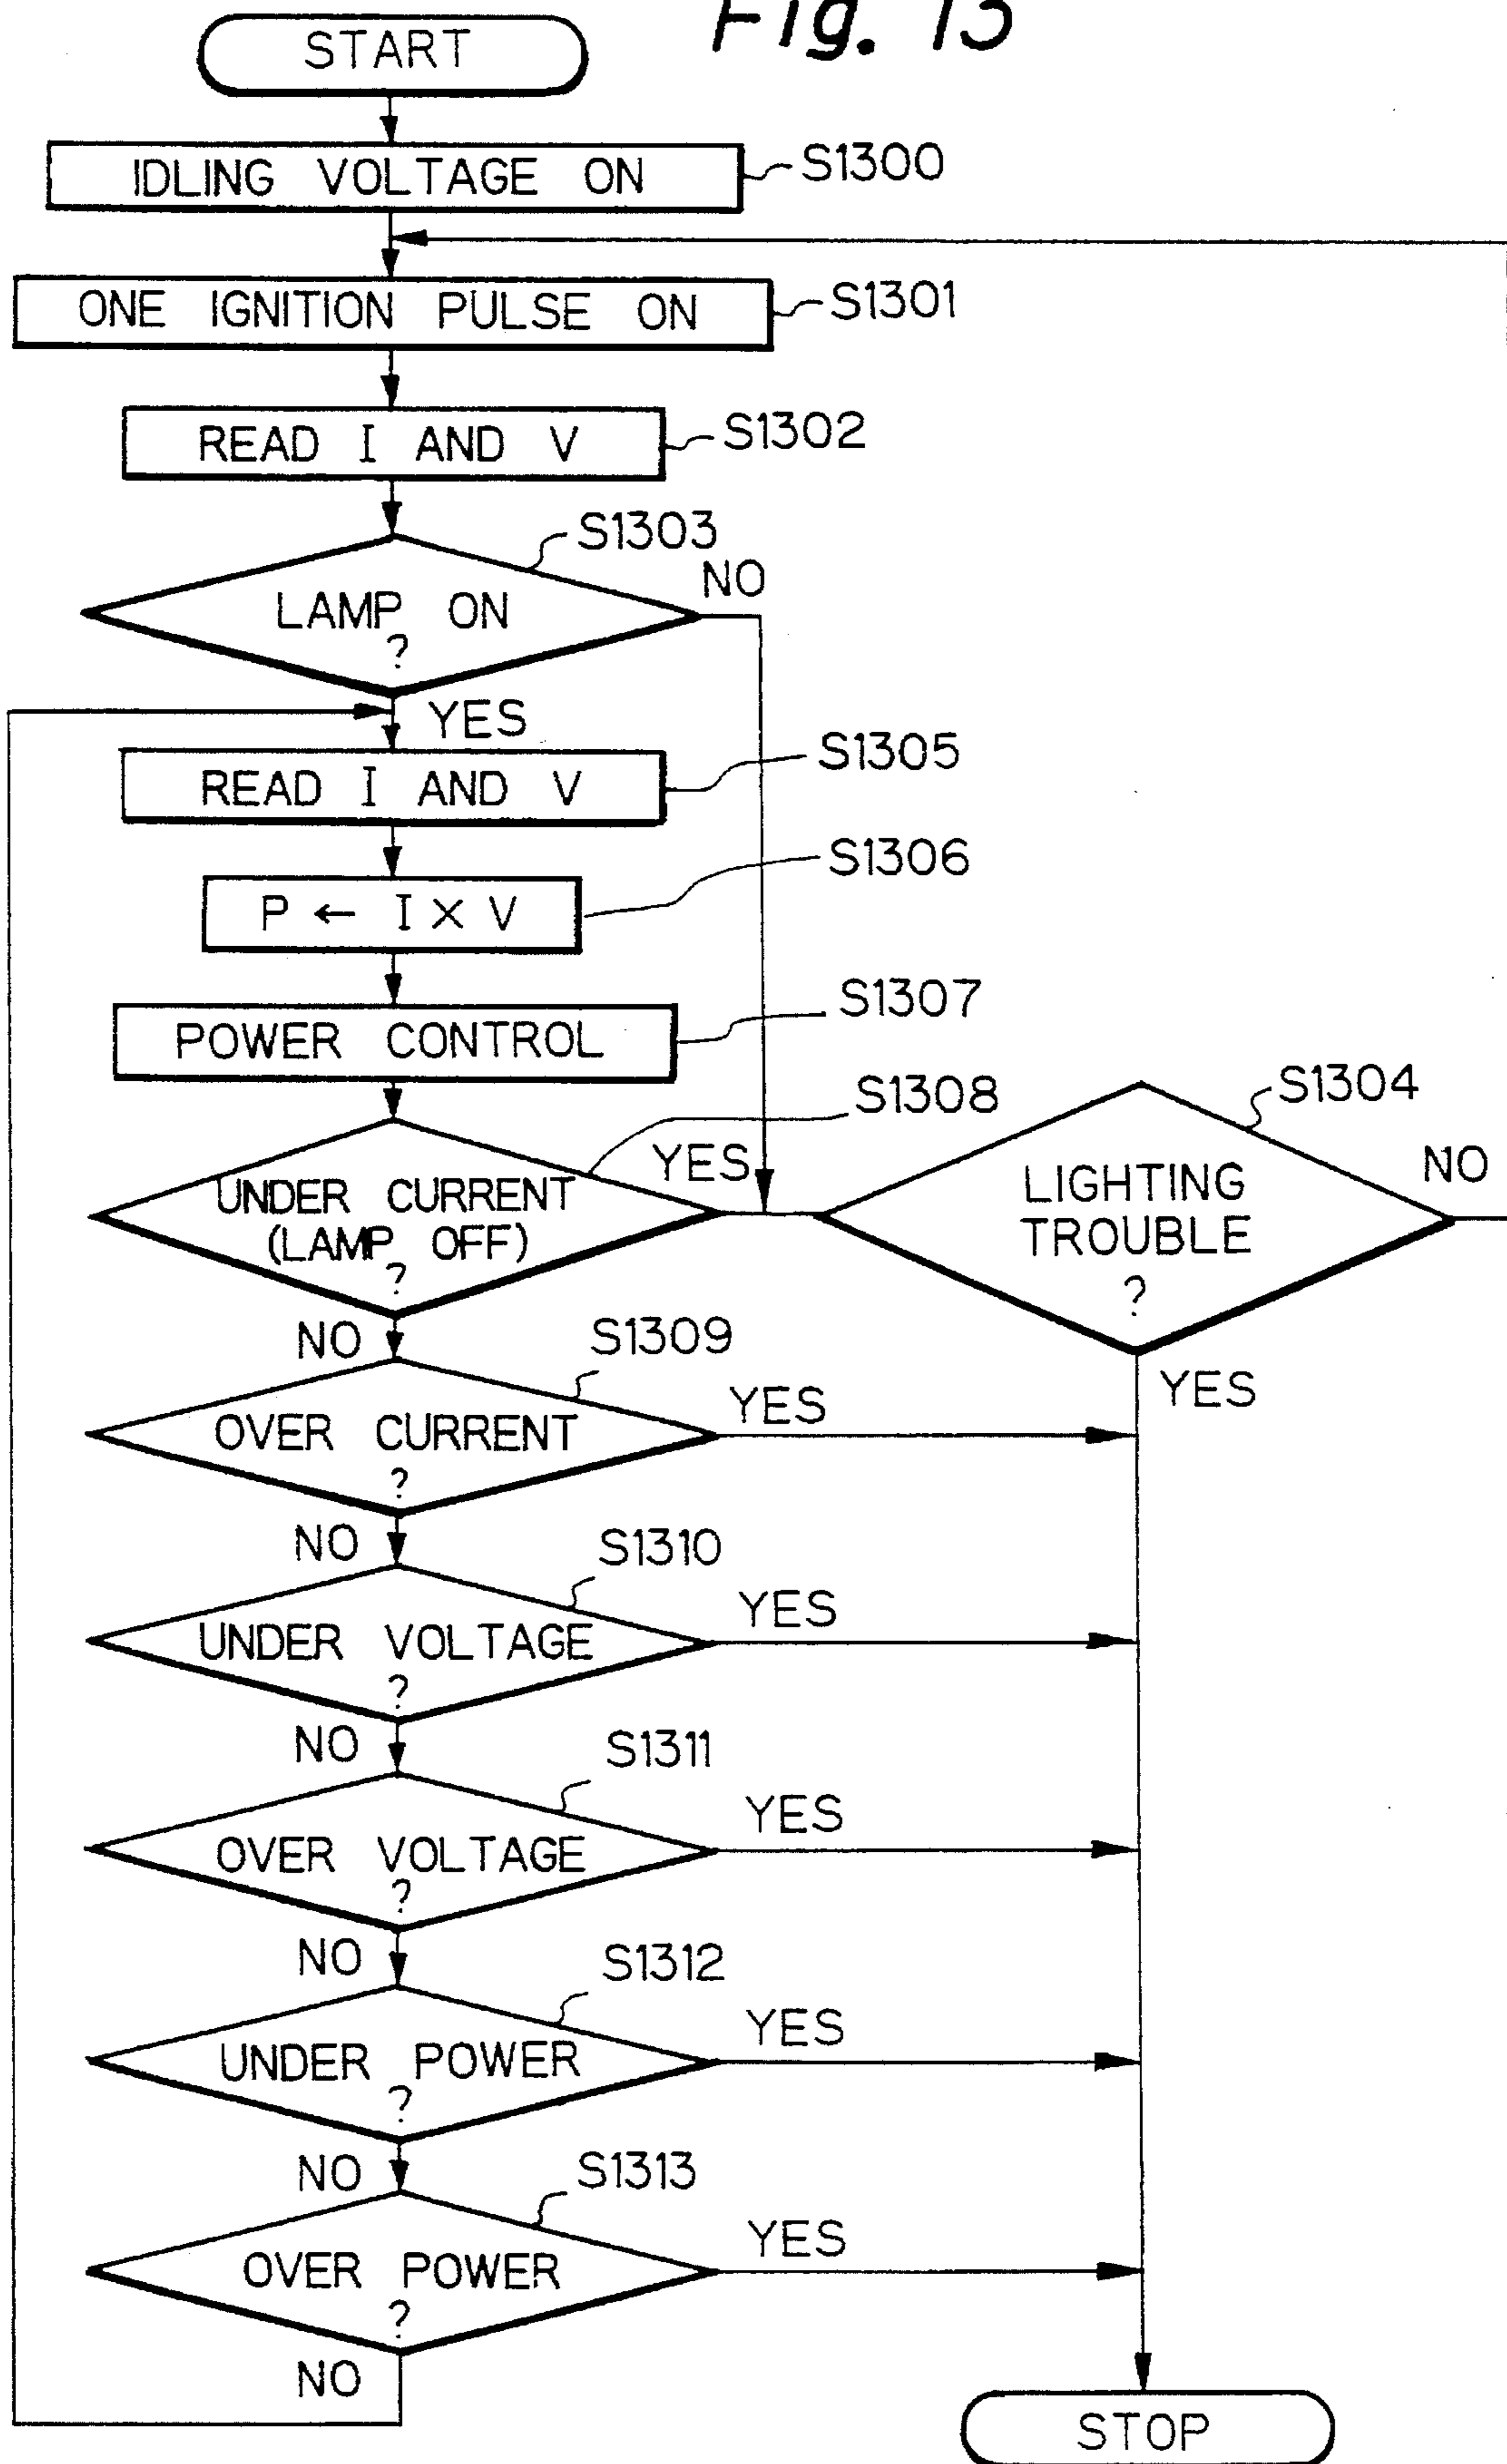 Fig. 13
START
IDLING VOLTAGE ON
S1300
ONE IGNITION PULSE ON
S1301
READ I AND V
S1302
S1303
LAMP ON
?
NO
YES
READ I AND V
S1305
P ← I × V
S1306
POWER CONTROL
S1307
S1308
UNDER CURRENT
(LAMP OFF)
?
YES
S1304
LIGHTING
TROUBLE
?
NO
YES
NO
S1309
OVER CURRENT
?
YES
NO
S1310
UNDER VOLTAGE
?
YES
NO
S1311
OVER VOLTAGE
?
YES
NO
S1312
UNDER POWER
?
YES
NO
S1313
OVER POWER
?
YES
NO
STOP